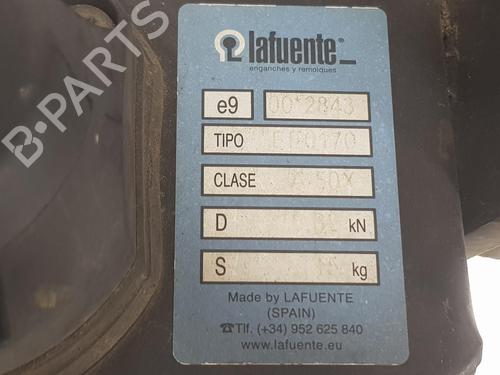 lafuente
enganches y remolques
e9 00*2843
TIPO
CLASE A50X
D kN
S kg
Made by LAFUENTE
(SPAIN)
☎Tlf. (+34) 952 625 840
www.lafuente.eu
B-PARTS